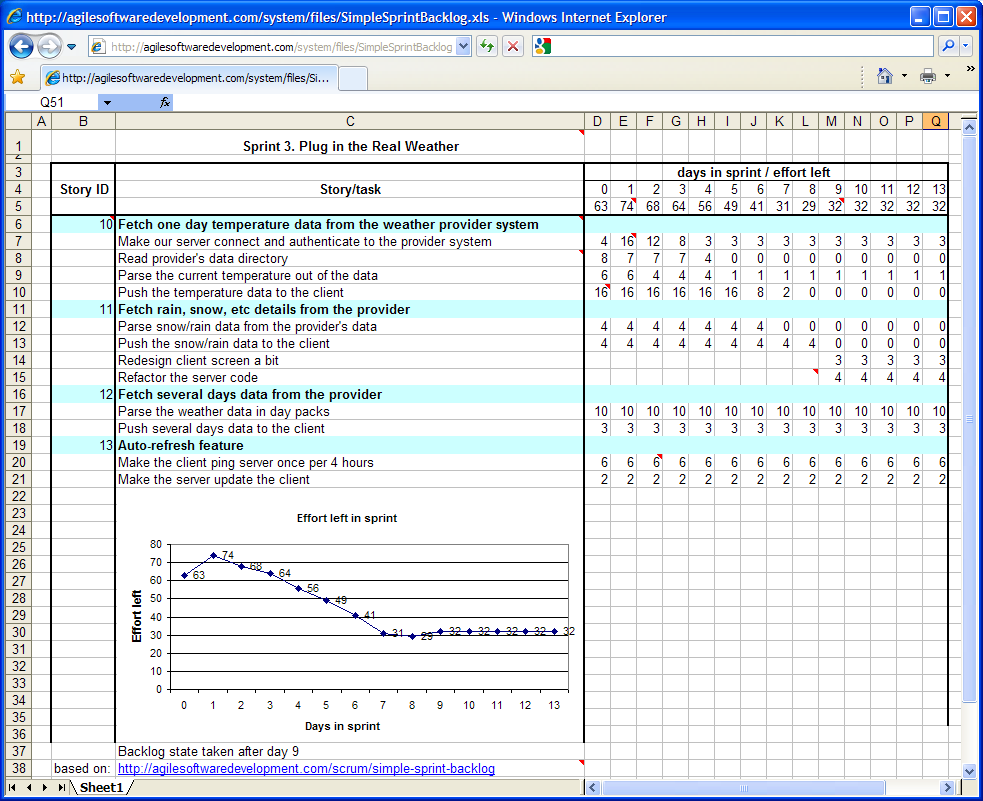 http://agilesoftwaredevelopment.com/system/files/SimpleSprintBacklog.xls - Windows Internet Explorer
http://agilesoftwaredevelopment.com/system/files/SimpleSprintBacklog
http://agilesoftwaredevelopment.com/system/files/Si...
Q51 fx
A B C D E F G H I J K L M N O P Q
1 Sprint 3. Plug in the Real Weather
2
3 days in sprint / effort left
4 Story ID Story/task 0 1 2 3 4 5 6 7 8 9 10 11 12 13
5 63 74 68 64 56 49 41 31 29 32 32 32 32 32
6 10 Fetch one day temperature data from the weather provider system
7 Make our server connect and authenticate to the provider system 4 16 12 8 3 3 3 3 3 3 3 3 3 3
8 Read provider's data directory 8 7 7 7 4 0 0 0 0 0 0 0 0 0
9 Parse the current temperature out of the data 6 6 4 4 4 1 1 1 1 1 1 1 1 1
10 Push the temperature data to the client 16 16 16 16 16 16 8 2 0 0 0 0 0 0
11 11 Fetch rain, snow, etc details from the provider
12 Parse snow/rain data from the provider's data 4 4 4 4 4 4 4 0 0 0 0 0 0 0
13 Push the snow/rain data to the client 4 4 4 4 4 4 4 4 4 0 0 0 0 0
14 Redesign client screen a bit 3 3 3 3 3
15 Refactor the server code 4 4 4 4 4
16 12 Fetch several days data from the provider
17 Parse the weather data in day packs 10 10 10 10 10 10 10 10 10 10 10 10 10 10
18 Push several days data to the client 3 3 3 3 3 3 3 3 3 3 3 3 3 3
19 13 Auto-refresh feature
20 Make the client ping server once per 4 hours 6 6 6 6 6 6 6 6 6 6 6 6 6 6
21 Make the server update the client 2 2 2 2 2 2 2 2 2 2 2 2 2 2
22
23
24
25
26
27
28
29
30
31
32
33
34
35
36
Effort left in sprint
Effort left
80
70
60
50
40
30
20
10
0
63 74 68 64 56 49 41 31 29 32 32 32 32 32
0 1 2 3 4 5 6 7 8 9 10 11 12 13
Days in sprint
37 Backlog state taken after day 9
38 based on: http://agilesoftwaredevelopment.com/scrum/simple-sprint-backlog
Sheet1